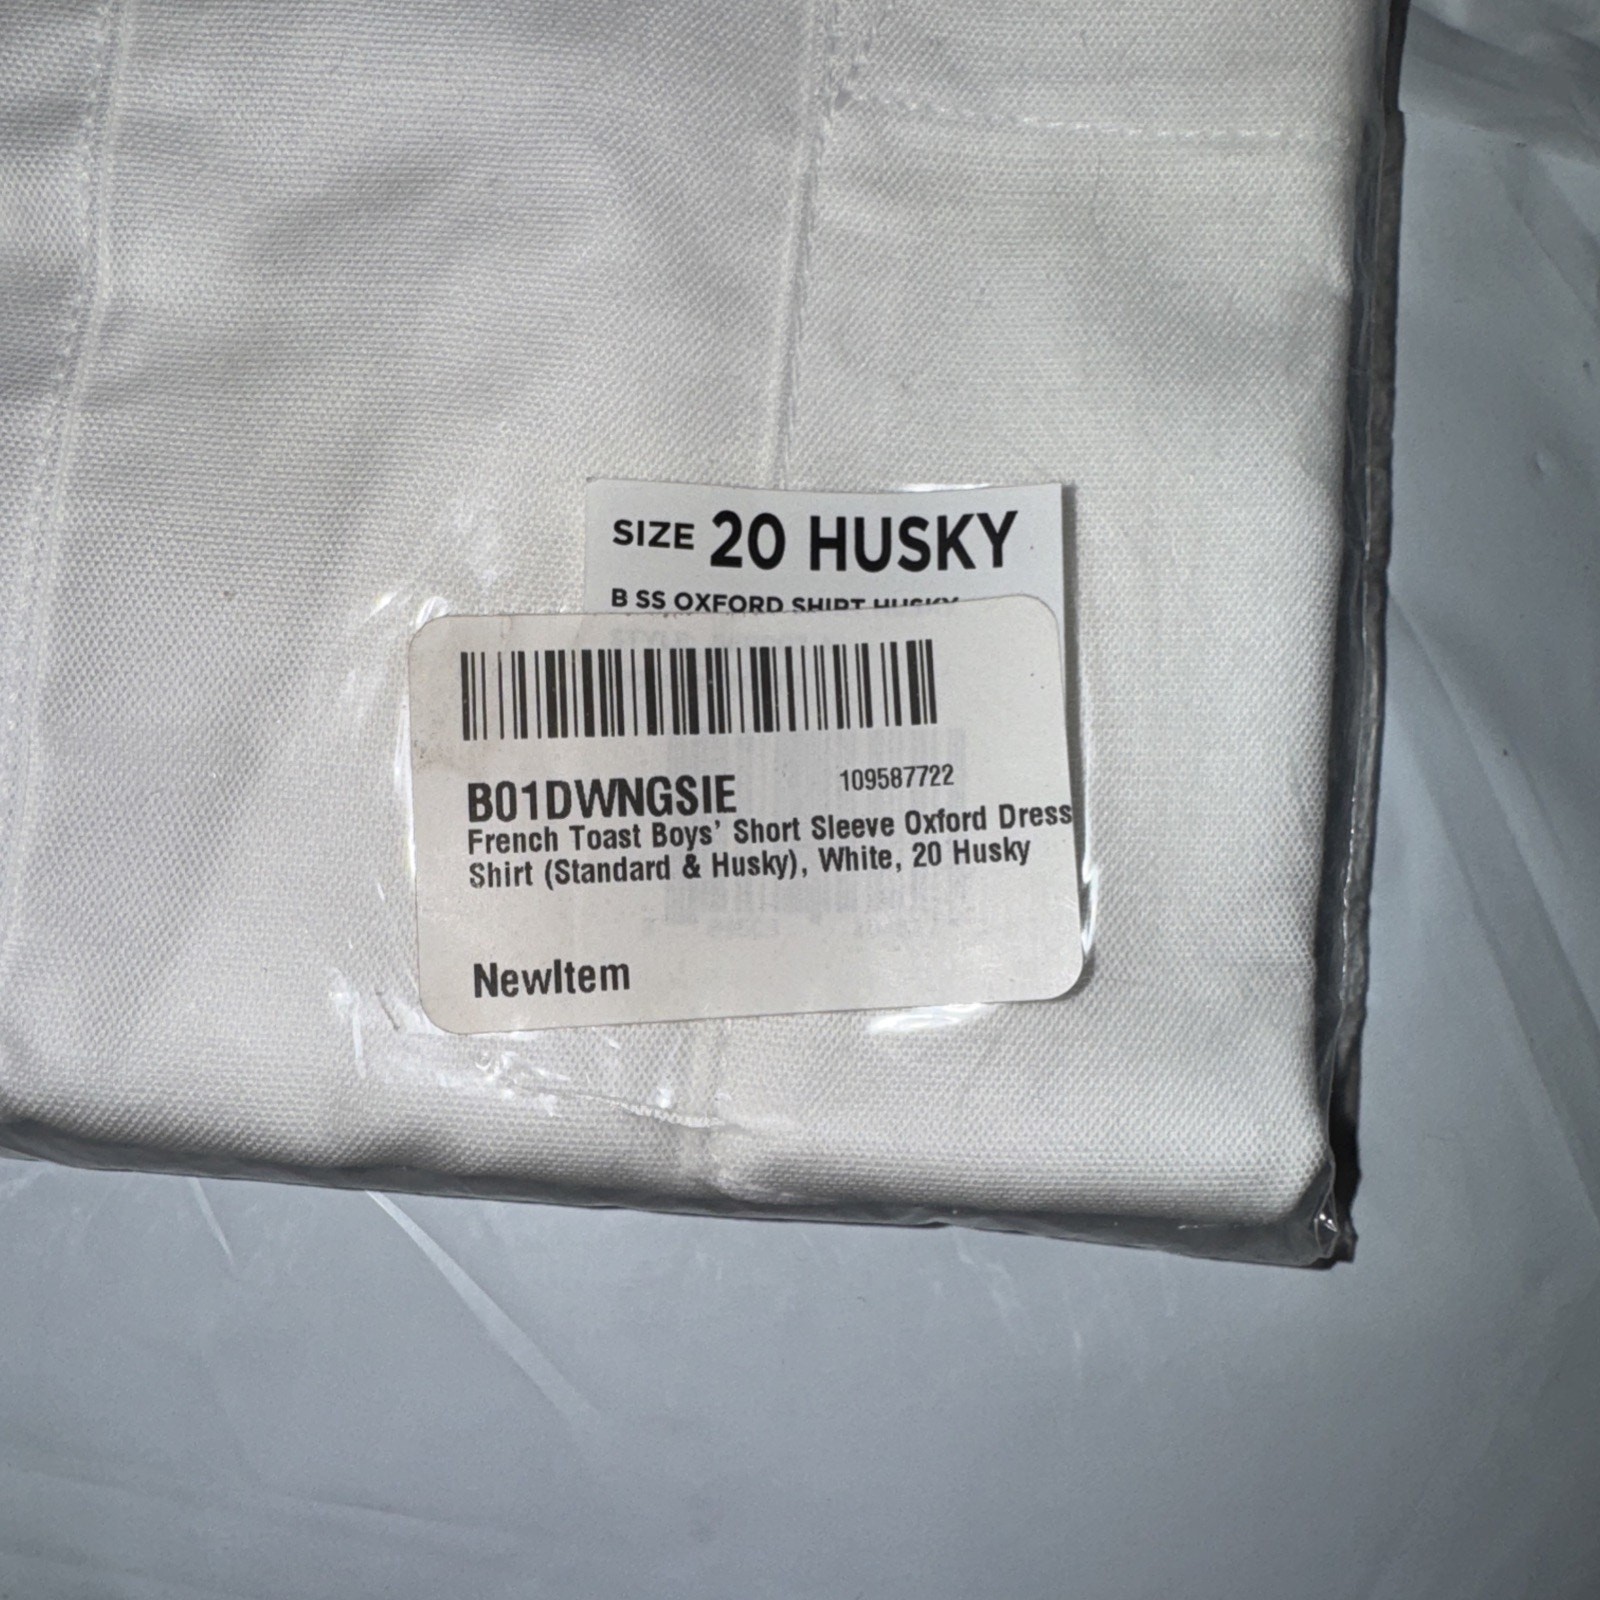 SIZE 20 HUSKY
B SS OXFORD SHIRT HUSKY
B01DWNGSIE 109587722
French Toast Boys' Short Sleeve Oxford Dress
Shirt (Standard & Husky), White, 20 Husky
NewItem